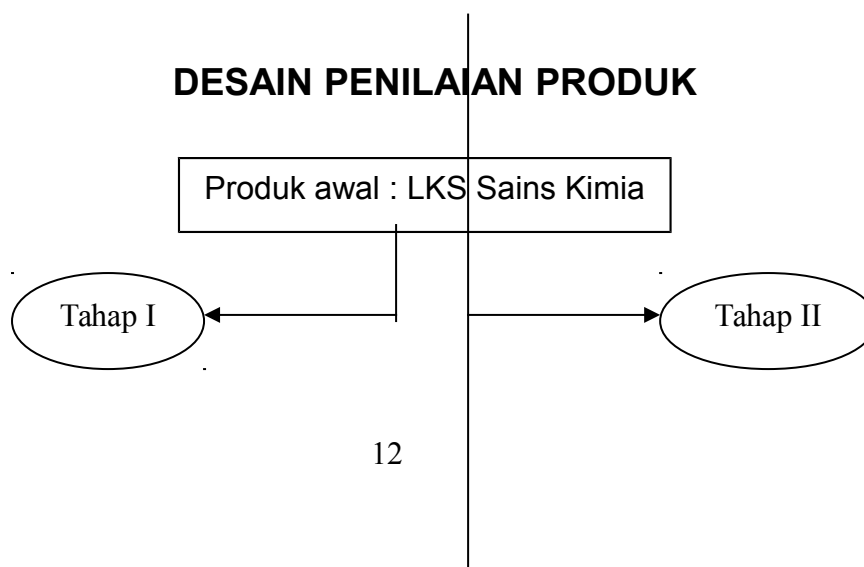 DESAIN PENILAIAN PRODUK
Produk awal : LKS Sains Kimia
Tahap I
Tahap II
12